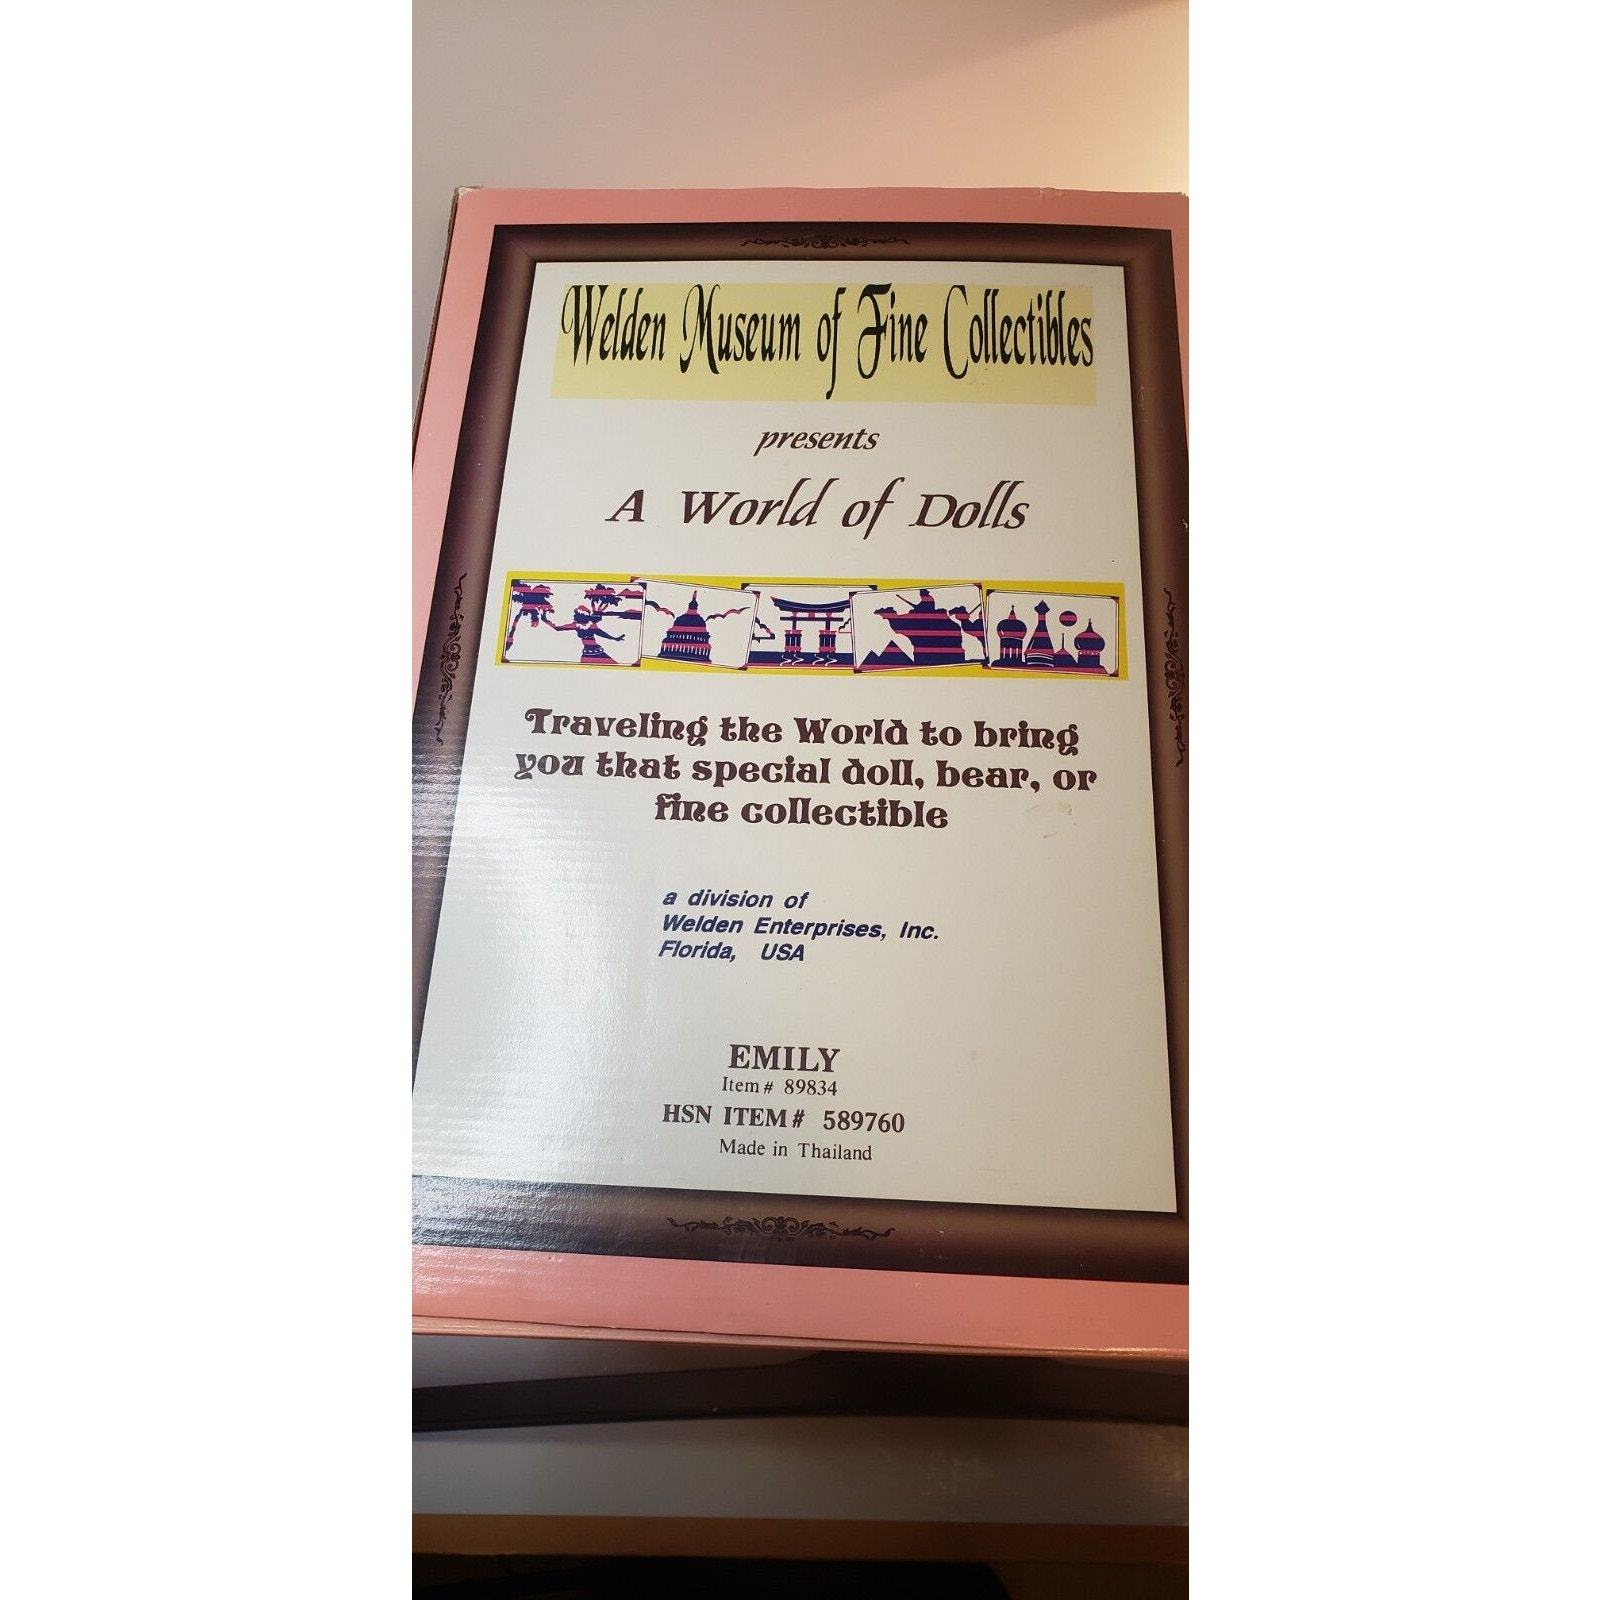 Welden Museum of Fine Collectibles
presents
A World of Dolls
Traveling the World to bring
you that special doll, bear, or
fine collectible
a division of
Welden Enterprises, Inc.
Florida, USA
EMILY
Item# 89834
HSN ITEM# 589760
Made in Thailand